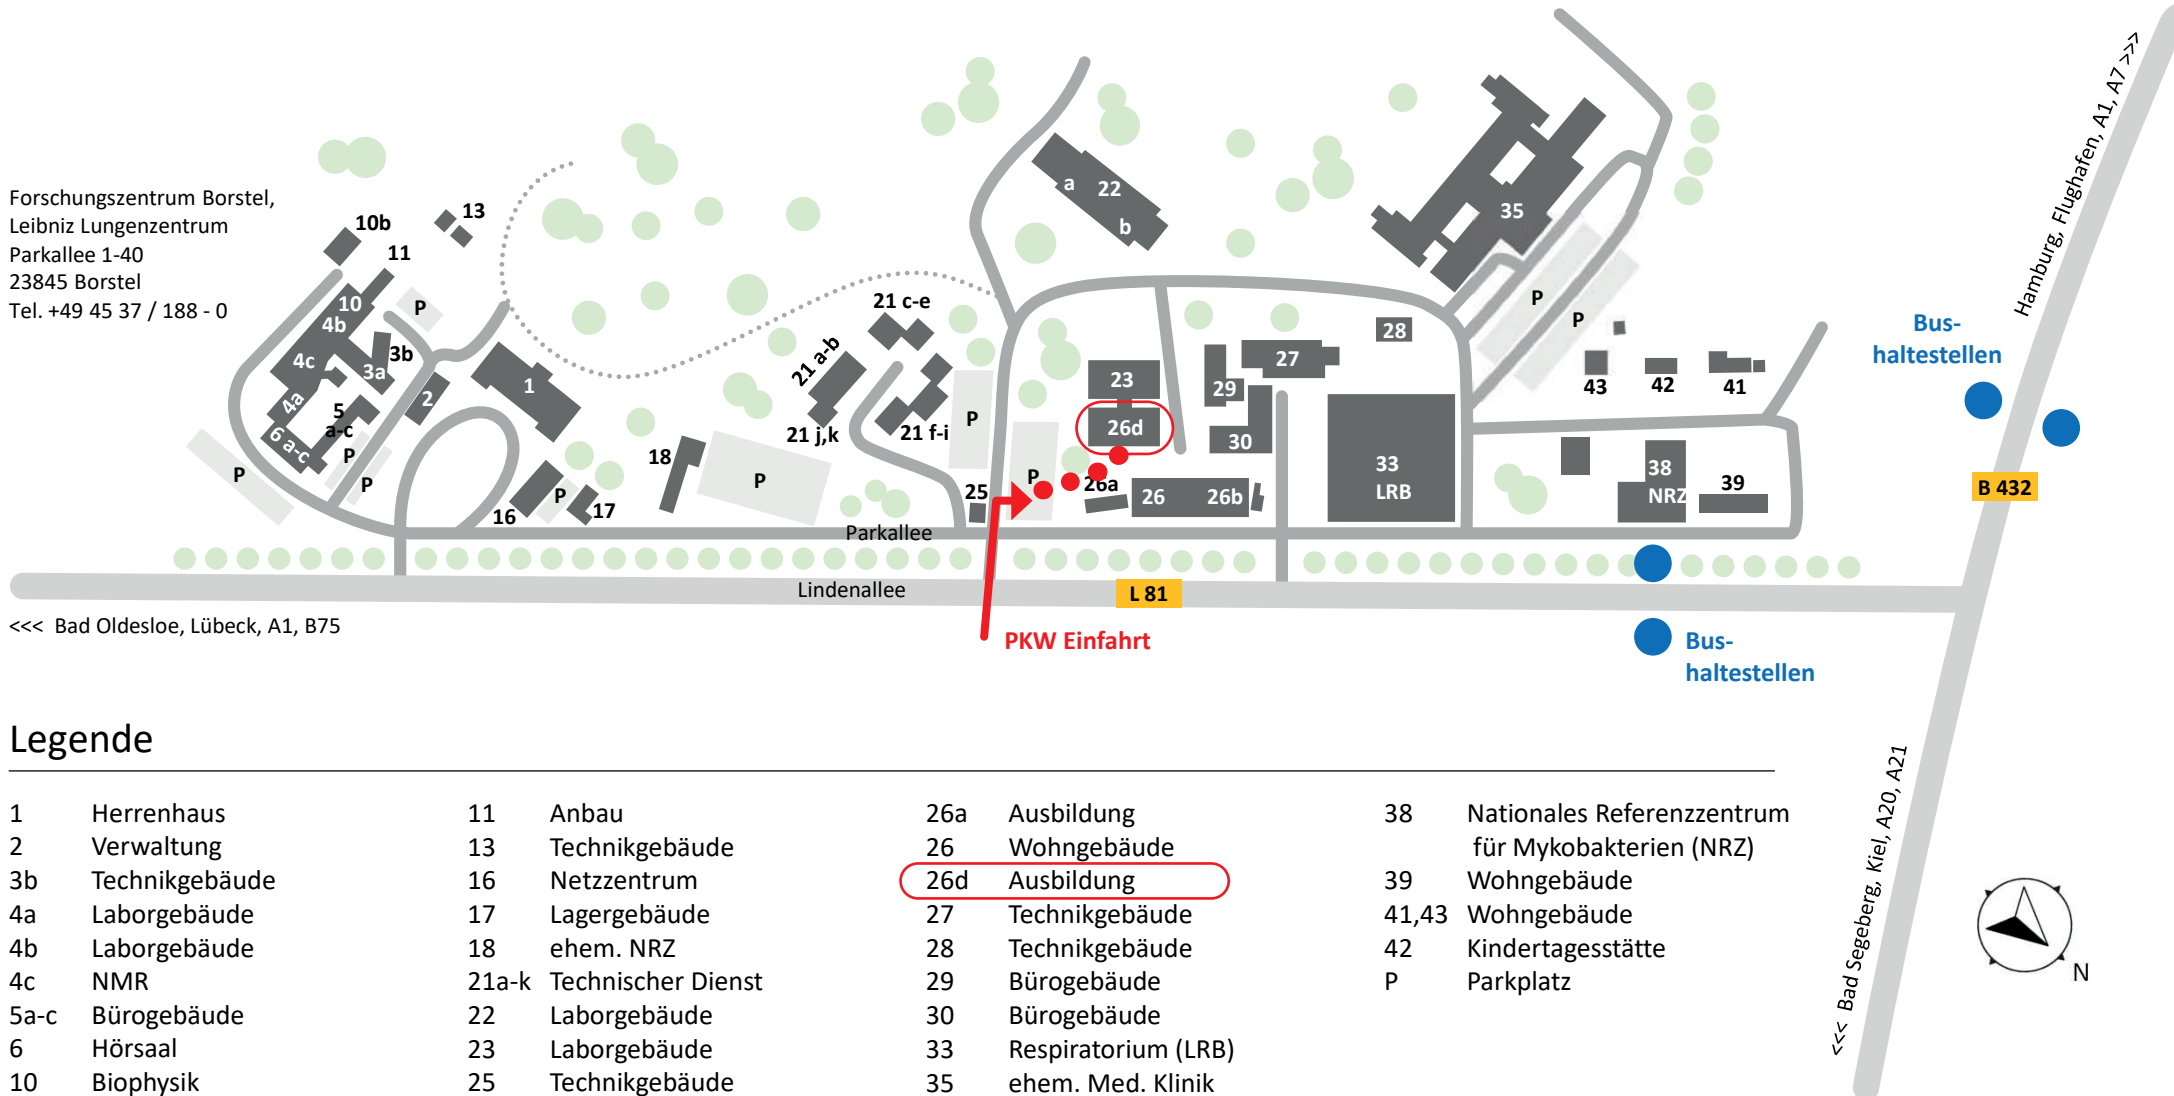 Forschungszentrum Borstel,
Leibniz Lungenzentrum
Parkallee 1-40
23845 Borstel
Tel. +49 45 37 / 188 - 0
10b
13
11
10
4b
4c
3b
3a
4a
5
a-c
6 a-c
P
P
P
P
2
1
16
P
17
18
P
21 a-b
21 j,k
21 c-e
21 f-i
P
25
P
a
22
b
23
26d
26a
26
26b
29
27
30
28
33
LRB
35
P
P
43
42
41
38
NRZ
39
Parkallee
Lindenallee
L 81
<<< Bad Oldesloe, Lübeck, A1, B75
PKW Einfahrt
Bus-
haltestellen
Bus-
haltestellen
B 432
Hamburg, Flughafen, A1, A7 >>>
<<< Bad Segeberg, Kiel, A20, A21
N
Legende
1 Herrenhaus
2 Verwaltung
3b Technikgebäude
4a Laborgebäude
4b Laborgebäude
4c NMR
5a-c Bürogebäude
6 Hörsaal
10 Biophysik
11 Anbau
13 Technikgebäude
16 Netzzentrum
17 Lagergebäude
18 ehem. NRZ
21a-k Technischer Dienst
22 Laborgebäude
23 Laborgebäude
25 Technikgebäude
26a Ausbildung
26 Wohngebäude
26d Ausbildung
27 Technikgebäude
28 Technikgebäude
29 Bürogebäude
30 Bürogebäude
33 Respiratorium (LRB)
35 ehem. Med. Klinik
38 Nationales Referenzzentrum
für Mykobakterien (NRZ)
39 Wohngebäude
41,43 Wohngebäude
42 Kindertagesstätte
P Parkplatz